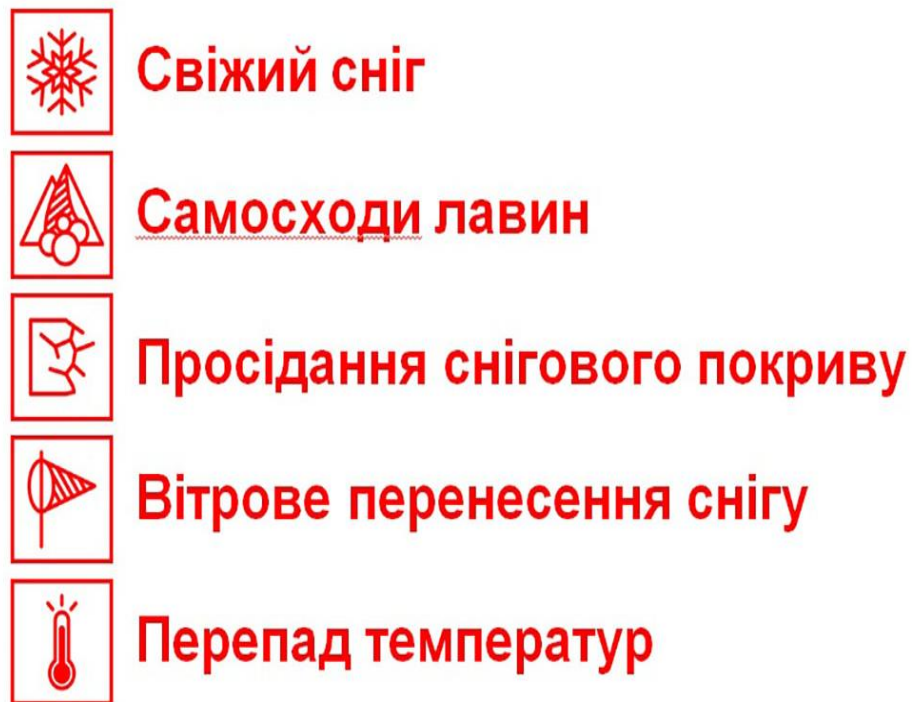 Свіжий сніг
Самосходи лавин
Просідання снігового покриву
Вітрове перенесення снігу
Перепад температур